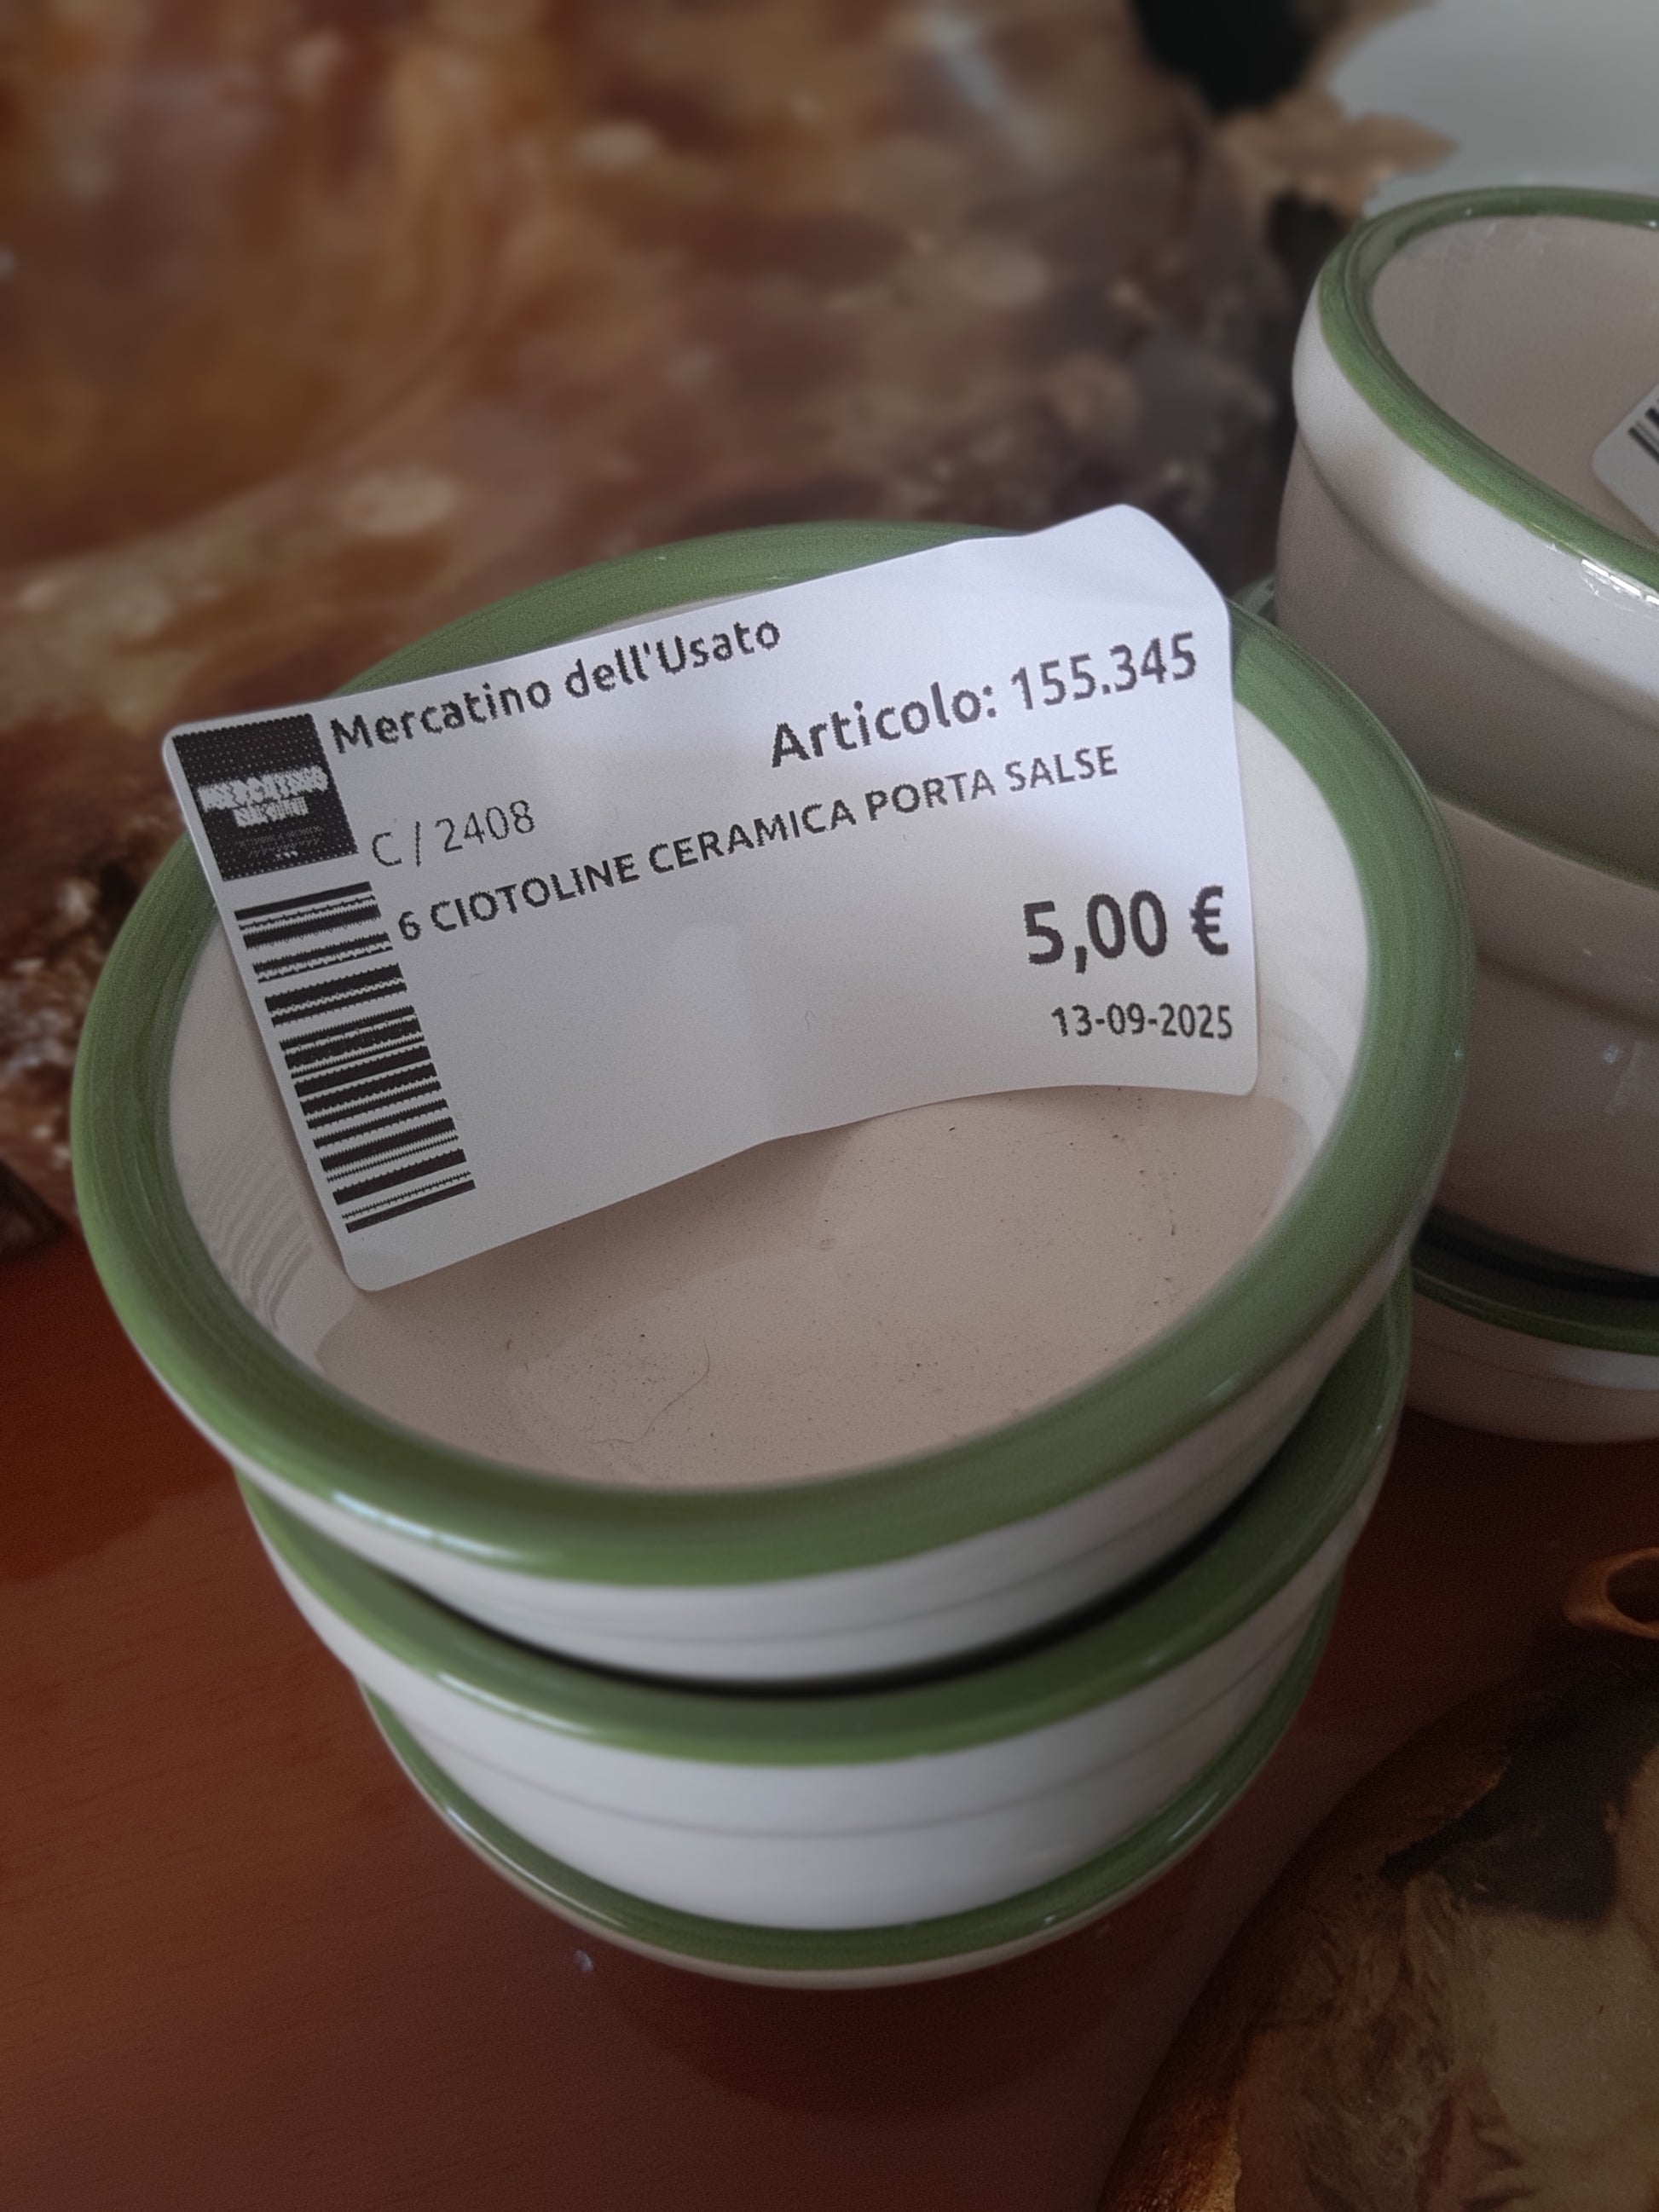 Mercatino dell'Usato
Articolo: 155.345
C / 2408
6 CIOTOLINE CERAMICA PORTA SALSE
5,00 €
13-09-2025